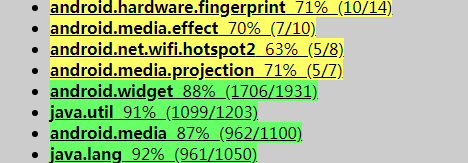 android.hardware.fingerprint 71% (10/14)
android.media.effect 70% (7/10)
android.net.wifi.hotspot2 63% (5/8)
android.media.projection 71% (5/7)
android.widget 88% (1706/1931)
java.util 91% (1099/1203)
android.media 87% (962/1100)
java.lang 92% (961/1050)